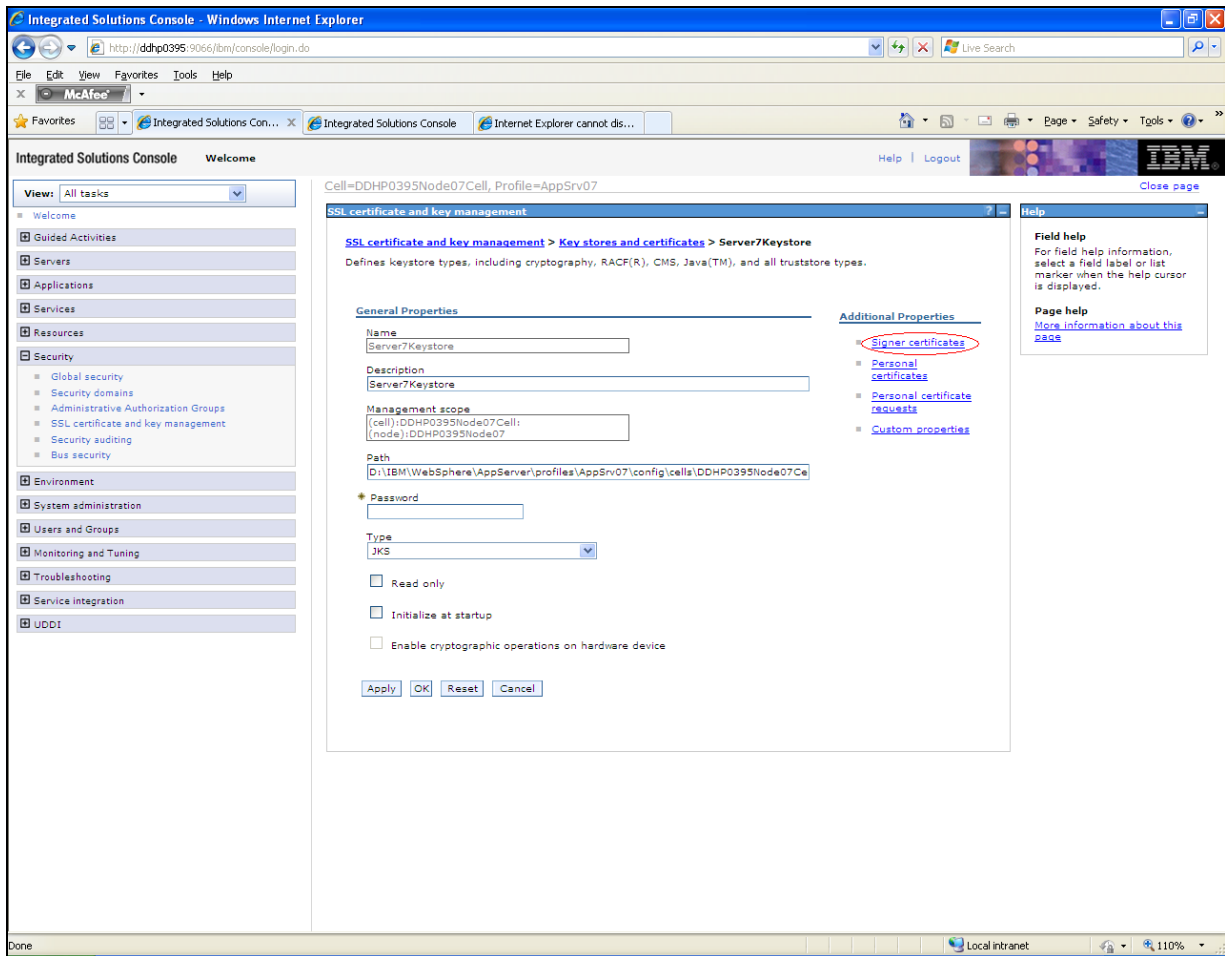 Integrated Solutions Console - Windows Internet Explorer
http://ddhp0395:9066/ibm/console/login.do
Live Search
File Edit View Favorites Tools Help
x McAfee
Favorites
Integrated Solutions Con... X
Integrated Solutions Console
Internet Explorer cannot dis...
Page Safety Tools
Integrated Solutions Console Welcome
Help | Logout
IBM®
View: All tasks
Welcome
Guided Activities
Servers
Applications
Services
Resources
Security
Global security
Security domains
Administrative Authorization Groups
SSL certificate and key management
Security auditing
Bus security
Environment
System administration
Users and Groups
Monitoring and Tuning
Troubleshooting
Service integration
UDDI
Cell=DDHP0395Node07Cell, Profile=AppSrv07
Close page
SSL certificate and key management
SSL certificate and key management > Key stores and certificates > Server7Keystore
Defines keystore types, including cryptography, RACF(R), CMS, Java(TM), and all truststore types.
General Properties
Name
Server7Keystore
Description
Server7Keystore
Management scope
(cell):DDHP0395Node07Cell:
(node):DDHP0395Node07
Path
D:\IBM\WebSphere\AppServer\profiles\AppSrv07\config\cells\DDHP0395Node07Ce
Password
Type
JKS
Read only
Initialize at startup
Enable cryptographic operations on hardware device
Apply OK Reset Cancel
Additional Properties
Signer certificates
Personal
certificates
Personal certificate
requests
Custom properties
Help
Field help
For field help information,
select a field label or list
marker when the help cursor
is displayed.
Page help
More information about this
page
Done
Local intranet
110%